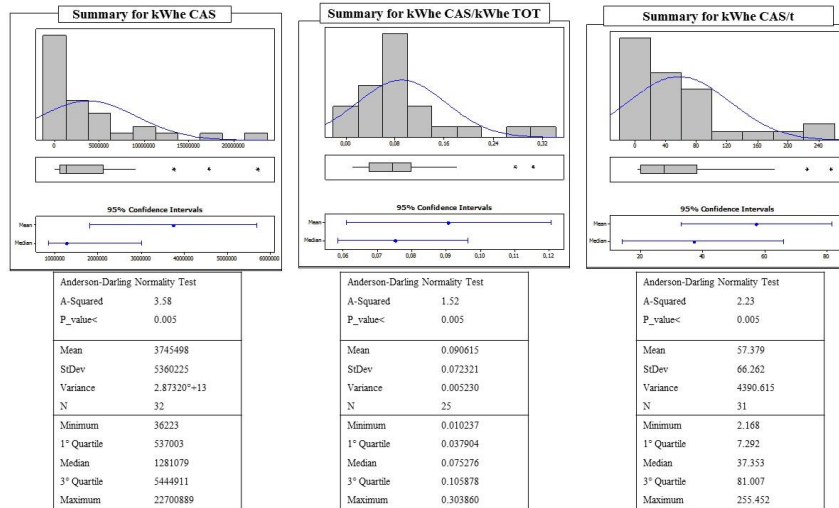 Summary for kWhe CAS
0 5000000 10000000 15000000 20000000
95% Confidence Intervals
Mean
Median
1000000 2000000 3000000 4000000 5000000 6000000
Anderson-Darling Normality Test
A-Squared 3.58
P_value< 0.005
Mean 3745498
StDev 5360225
Variance 2.87320°+13
N 32
Minimum 36223
1° Quartile 537003
Median 1281079
3° Quartile 5444911
Maximum 22700889
Summary for kWhe CAS/kWhe TOT
0,00 0,08 0,16 0,24 0,32
95% Confidence Intervals
Mean
Median
0,06 0,07 0,08 0,09 0,10 0,11 0,12
Anderson-Darling Normality Test
A-Squared 1.52
P_value< 0.005
Mean 0.090615
StDev 0.072321
Variance 0.005230
N 25
Minimum 0.010237
1° Quartile 0.037904
Median 0.075276
3° Quartile 0.105878
Maximum 0.303860
Summary for kWhe CAS/t
0 40 80 120 160 200 240
95% Confidence Intervals
Mean
Median
20 40 60 80
Anderson-Darling Normality Test
A-Squared 2.23
P_value< 0.005
Mean 57.379
StDev 66.262
Variance 4390.615
N 31
Minimum 2.168
1° Quartile 7.292
Median 37.353
3° Quartile 81.007
Maximum 255.452